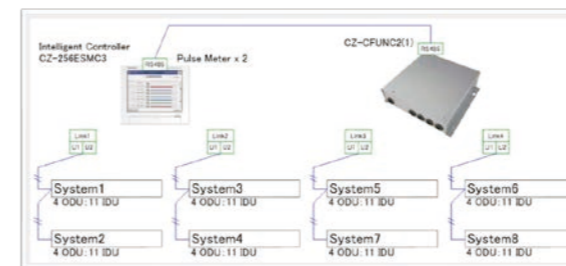 Intelligent Controller
CZ-256ESMC3
RS485
Pulse Meter x 2
CZ-CFUNC2(1)
RS485
Link1
U1 U2
Link2
U1 U2
Link3
U1 U2
Link4
U1 U2
System1
4 ODU:11 IDU
System3
4 ODU:11 IDU
System5
4 ODU:11 IDU
System6
4 ODU:11 IDU
System2
4 ODU:11 IDU
System4
4 ODU:11 IDU
System7
4 ODU:11 IDU
System8
4 ODU:11 IDU